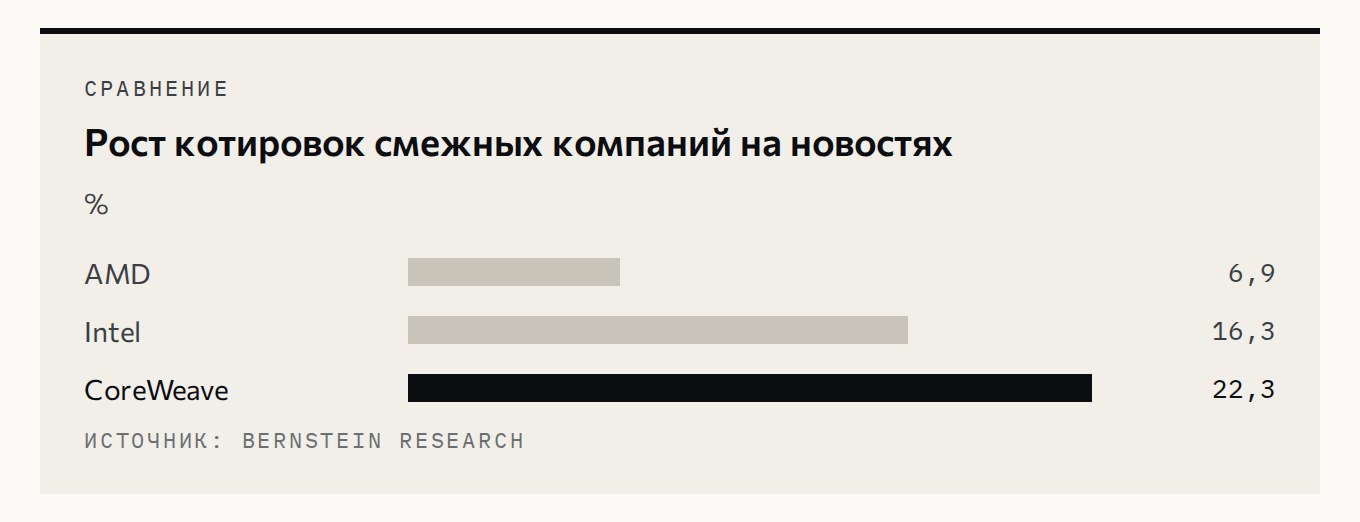 СРАВНЕНИЕ
Рост котировок смежных компаний на новостях
%
AMD 6,9
Intel 16,3
CoreWeave 22,3
ИСТОЧНИК: BERNSTEIN RESEARCH